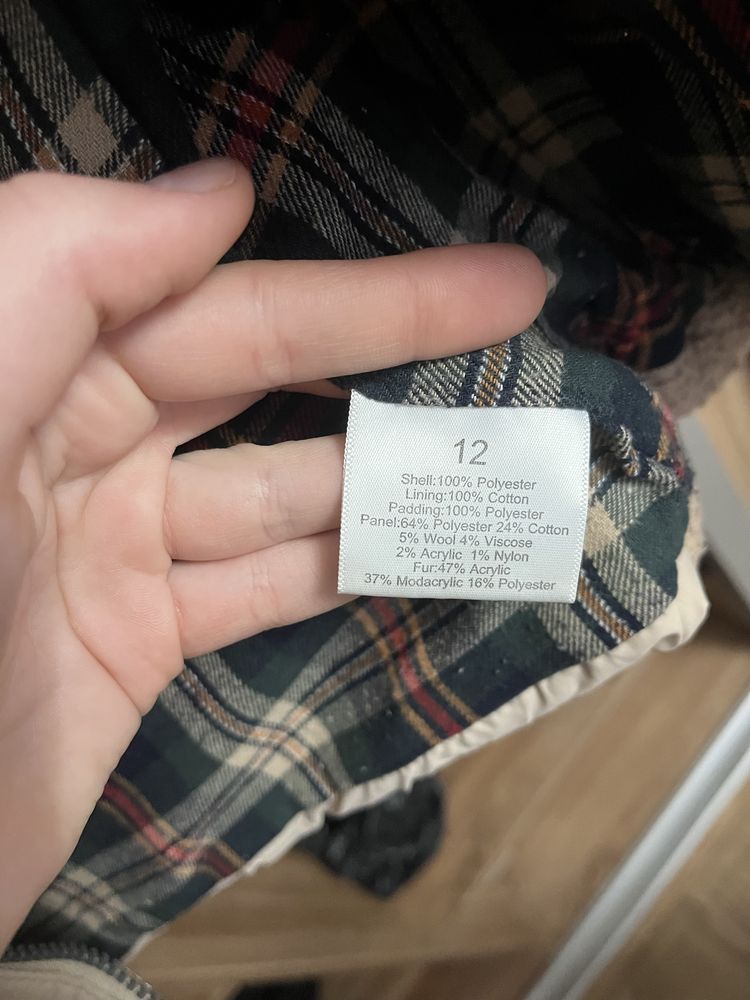 12
Shell:100% Polyester
Lining:100% Cotton
Padding:100% Polyester
Panel:64% Polyester 24% Cotton
5% Wool 4% Viscose
2% Acrylic 1% Nylon
Fur:47% Acrylic
37% Modacrylic 16% Polyester